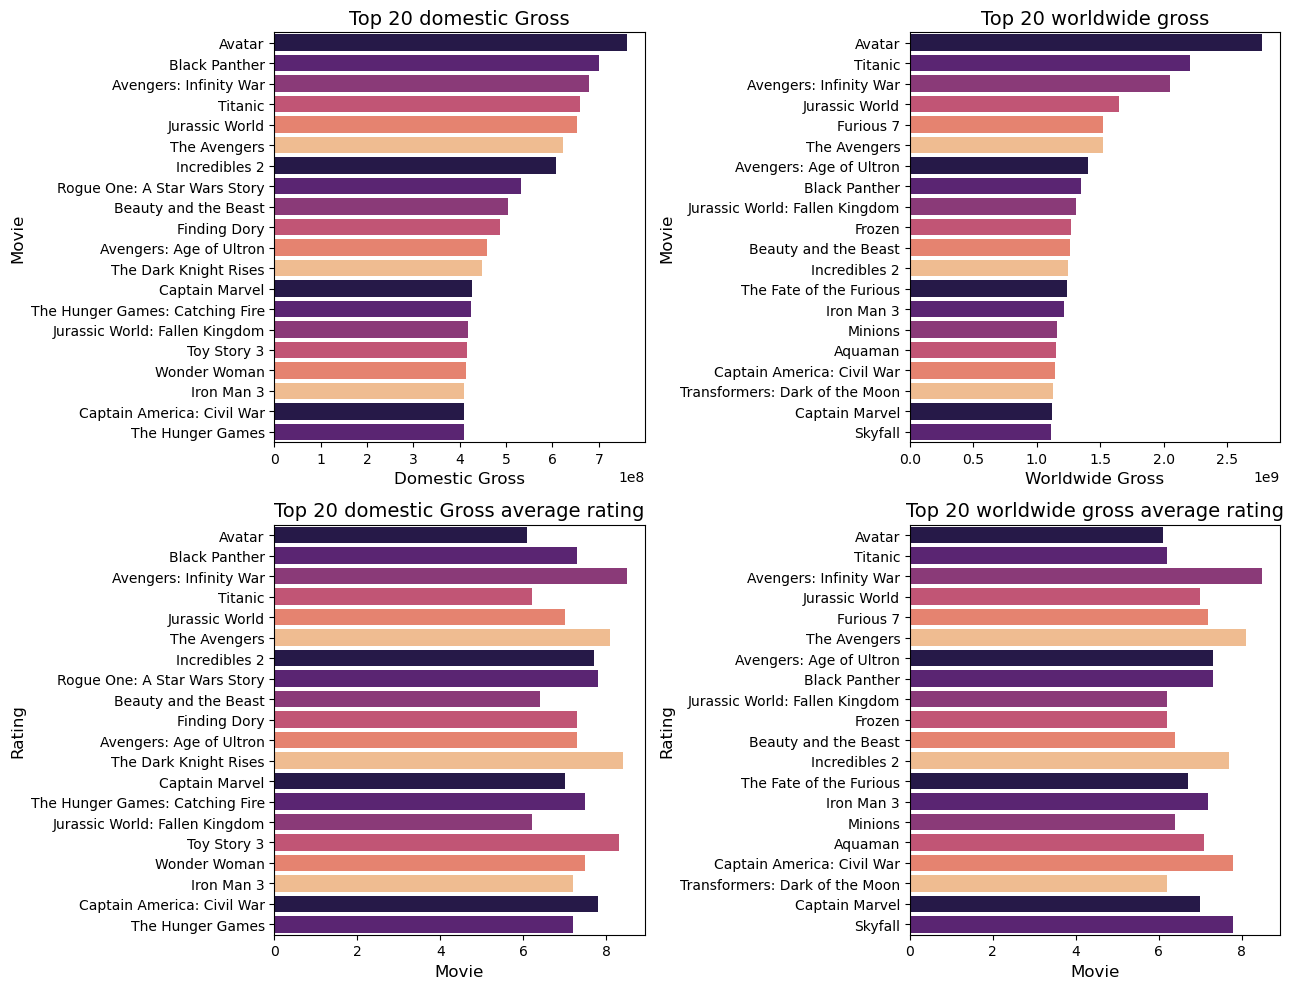 Top 20 domestic Gross
Movie
Avatar
Black Panther
Avengers: Infinity War
Titanic
Jurassic World
The Avengers
Incredibles 2
Rogue One: A Star Wars Story
Beauty and the Beast
Finding Dory
Avengers: Age of Ultron
The Dark Knight Rises
Captain Marvel
The Hunger Games: Catching Fire
Jurassic World: Fallen Kingdom
Toy Story 3
Wonder Woman
Iron Man 3
Captain America: Civil War
The Hunger Games
0 1 2 3 4 5 6 7
1e8
Domestic Gross
Top 20 worldwide gross
Movie
Avatar
Titanic
Avengers: Infinity War
Jurassic World
Furious 7
The Avengers
Avengers: Age of Ultron
Black Panther
Jurassic World: Fallen Kingdom
Frozen
Beauty and the Beast
Incredibles 2
The Fate of the Furious
Iron Man 3
Minions
Aquaman
Captain America: Civil War
Transformers: Dark of the Moon
Captain Marvel
Skyfall
0.0 0.5 1.0 1.5 2.0 2.5
1e9
Worldwide Gross
Top 20 domestic Gross average rating
Rating
Avatar
Black Panther
Avengers: Infinity War
Titanic
Jurassic World
The Avengers
Incredibles 2
Rogue One: A Star Wars Story
Beauty and the Beast
Finding Dory
Avengers: Age of Ultron
The Dark Knight Rises
Captain Marvel
The Hunger Games: Catching Fire
Jurassic World: Fallen Kingdom
Toy Story 3
Wonder Woman
Iron Man 3
Captain America: Civil War
The Hunger Games
0 2 4 6 8
Movie
Top 20 worldwide gross average rating
Rating
Avatar
Titanic
Avengers: Infinity War
Jurassic World
Furious 7
The Avengers
Avengers: Age of Ultron
Black Panther
Jurassic World: Fallen Kingdom
Frozen
Beauty and the Beast
Incredibles 2
The Fate of the Furious
Iron Man 3
Minions
Aquaman
Captain America: Civil War
Transformers: Dark of the Moon
Captain Marvel
Skyfall
0 2 4 6 8
Movie